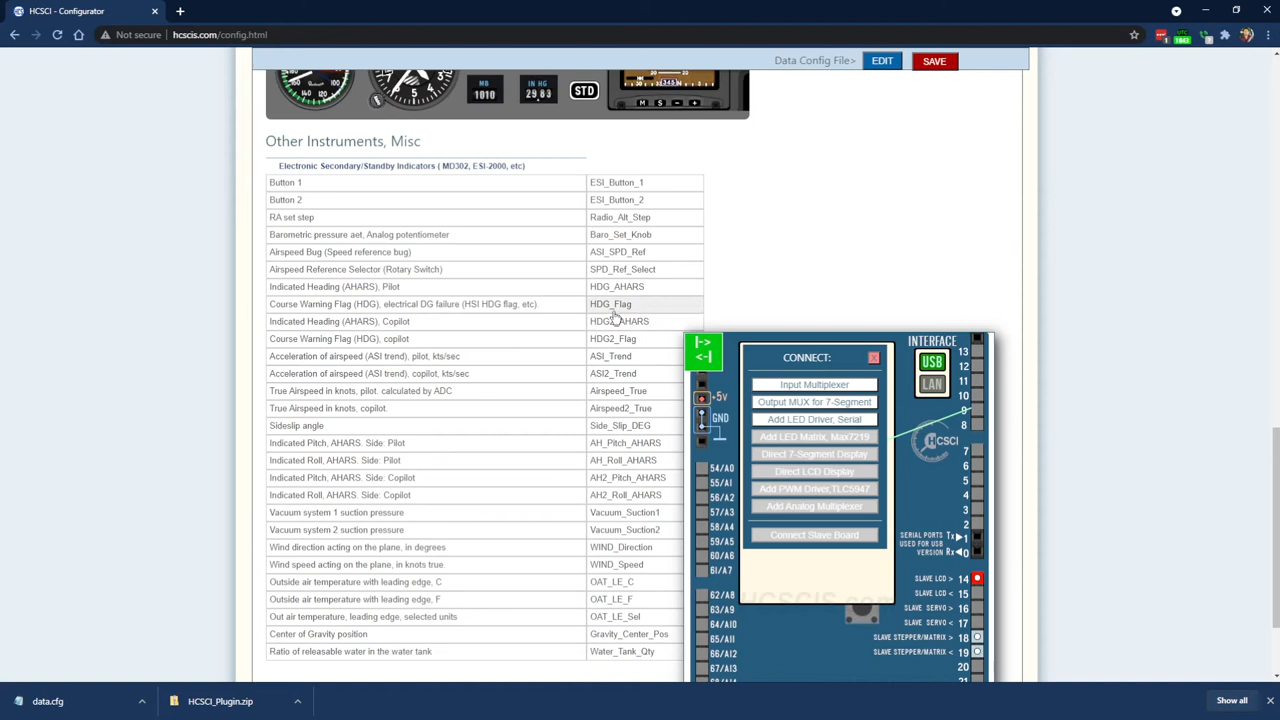 HCSCI - Configurator
Not secure | hcscis.com/config.html
Data Config File> EDIT SAVE
MB
1010
IN HG
29 83
STD
M S - +
Other Instruments, Misc
Electronic Secondary/Standby Indicators ( MD302, ESI-2000, etc)
Button 1 ESI_Button_1
Button 2 ESI_Button_2
RA set step Radio_Alt_Step
Barometric pressure aet, Analog potentiometer Baro_Set_Knob
Airspeed Bug (Speed reference bug) ASI_SPD_Ref
Airspeed Reference Selector (Rotary Switch) SPD_Ref_Select
Indicated Heading (AHARS), Pilot HDG_AHARS
Course Warning Flag (HDG), electrical DG failure (HSI HDG flag, etc). HDG_Flag
Indicated Heading (AHARS), Copilot HDG2_AHARS
Course Warning Flag (HDG), copilot HDG2_Flag
Acceleration of airspeed (ASI trend), pilot, kts/sec ASI_Trend
Acceleration of airspeed (ASI trend), copilot, kts/sec ASI2_Trend
True Airspeed in knots, pilot. calculated by ADC Airspeed_True
True Airspeed in knots, copilot. Airspeed2_True
Sideslip angle Side_Slip_DEG
Indicated Pitch, AHARS. Side: Pilot AH_Pitch_AHARS
Indicated Roll, AHARS. Side: Pilot AH_Roll_AHARS
Indicated Pitch, AHARS. Side: Copilot AH2_Pitch_AHARS
Indicated Roll, AHARS. Side: Copilot AH2_Roll_AHARS
Vacuum system 1 suction pressure Vacuum_Suction1
Vacuum system 2 suction pressure Vacuum_Suction2
Wind direction acting on the plane, in degrees WIND_Direction
Wind speed acting on the plane, in knots true. WIND_Speed
Outside air temperature with leading edge, C OAT_LE_C
Outside air temperature with leading edge, F OAT_LE_F
Out air temperature, leading edge, selected units OAT_LE_Sel
Center of Gravity position Gravity_Center_Pos
Ratio of releasable water in the water tank Water_Tank_Qty
|->
<-|
+5v
GND
54/A0
55/A1
56/A2
57/A3
58/A4
59/A5
60/A6
61/A7
62/A8
63/A9
64/A10
65/A11
66/A12
67/A13
CONNECT: X
Input Multiplexer
Output MUX for 7-Segment
Add LED Driver, Serial
Add LED Matrix, Max7219
Direct 7-Segment Display
Direct LCD Display
Add PWM Driver,TLC5947
Add Analog Multiplexer
Connect Slave Board
HCSCIS.com
INTERFACE
USB
LAN
HCSCI
13
12
11
10
9
8
7
6
5
4
3
2
SERIAL PORTS Tx 1
USED FOR USB
VERSION Rx 0
SLAVE LCD > 14
SLAVE LCD < 15
SLAVE SERVO > 16
SLAVE SERVO < 17
SLAVE STEPPER/MATRIX > 18
SLAVE STEPPER/MATRIX < 19
20
21
data.cfg
HCSCI_Plugin.zip
Show all